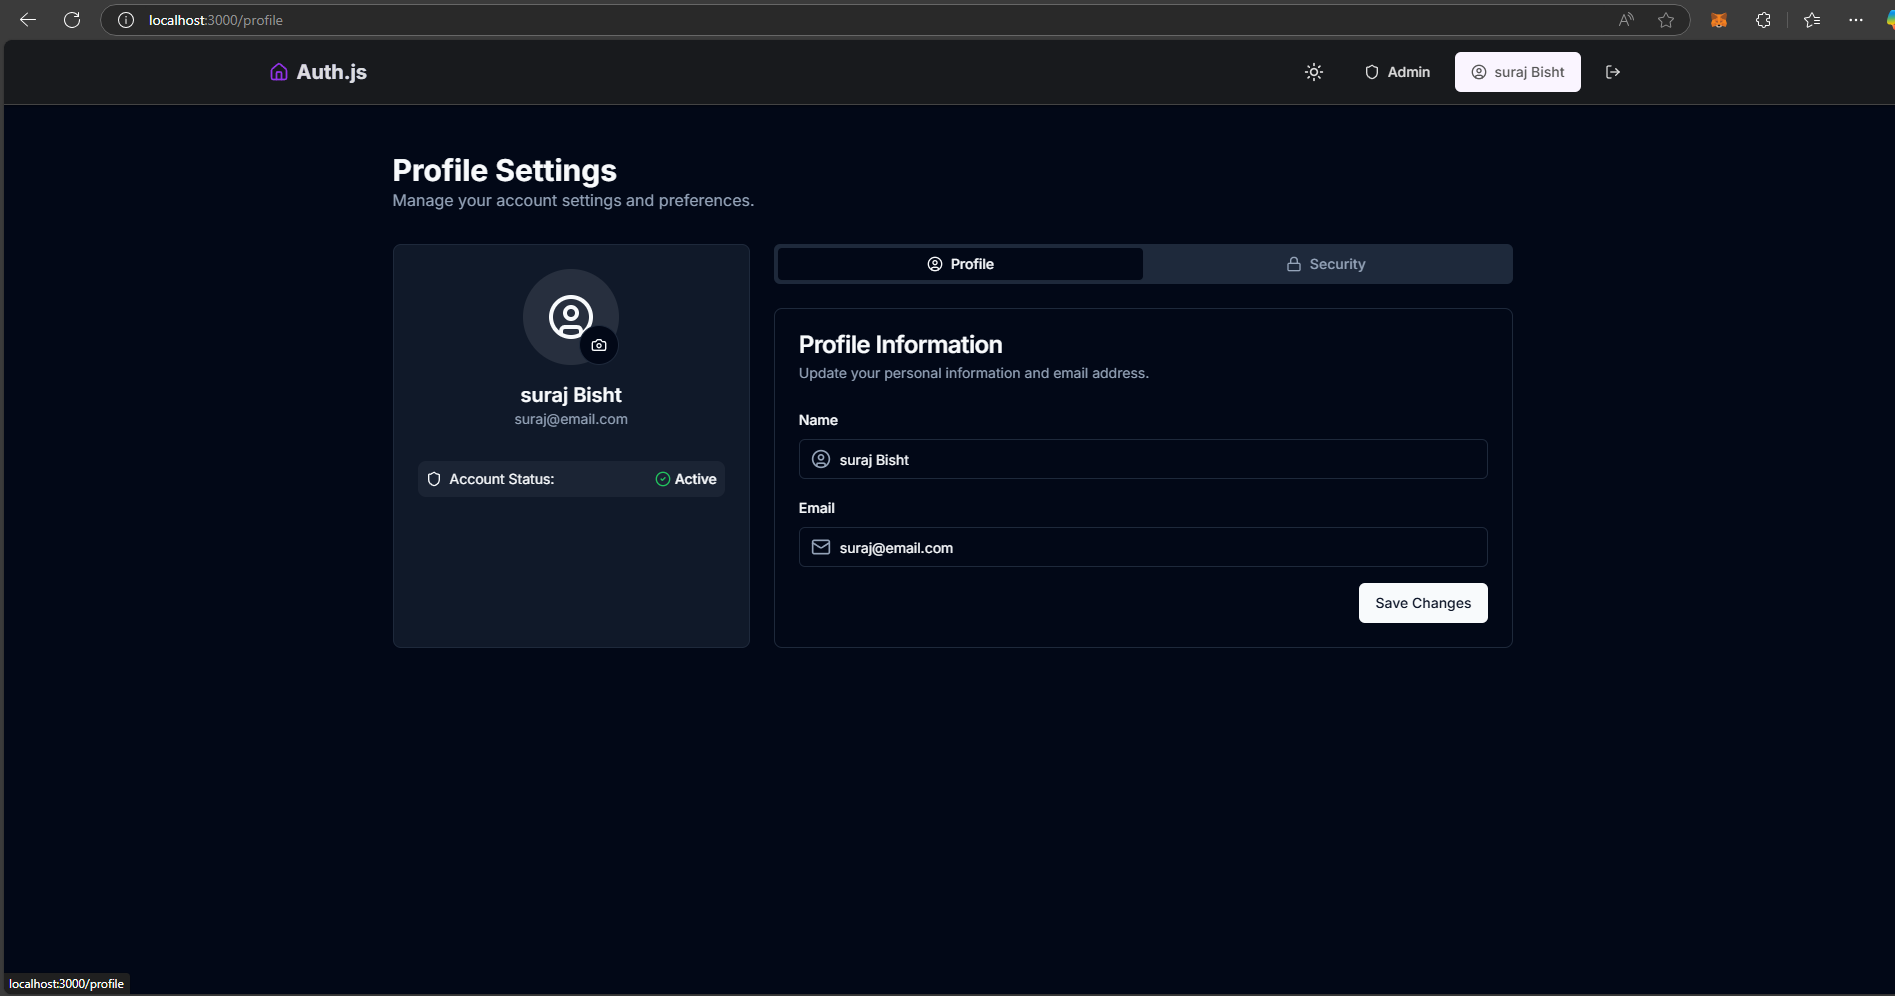 localhost:3000/profile
Auth.js
Admin
suraj Bisht
Profile Settings
Manage your account settings and preferences.
suraj Bisht
suraj@email.com
Account Status:
Active
Profile
Security
Profile Information
Update your personal information and email address.
Name
suraj Bisht
Email
suraj@email.com
Save Changes
localhost:3000/profile